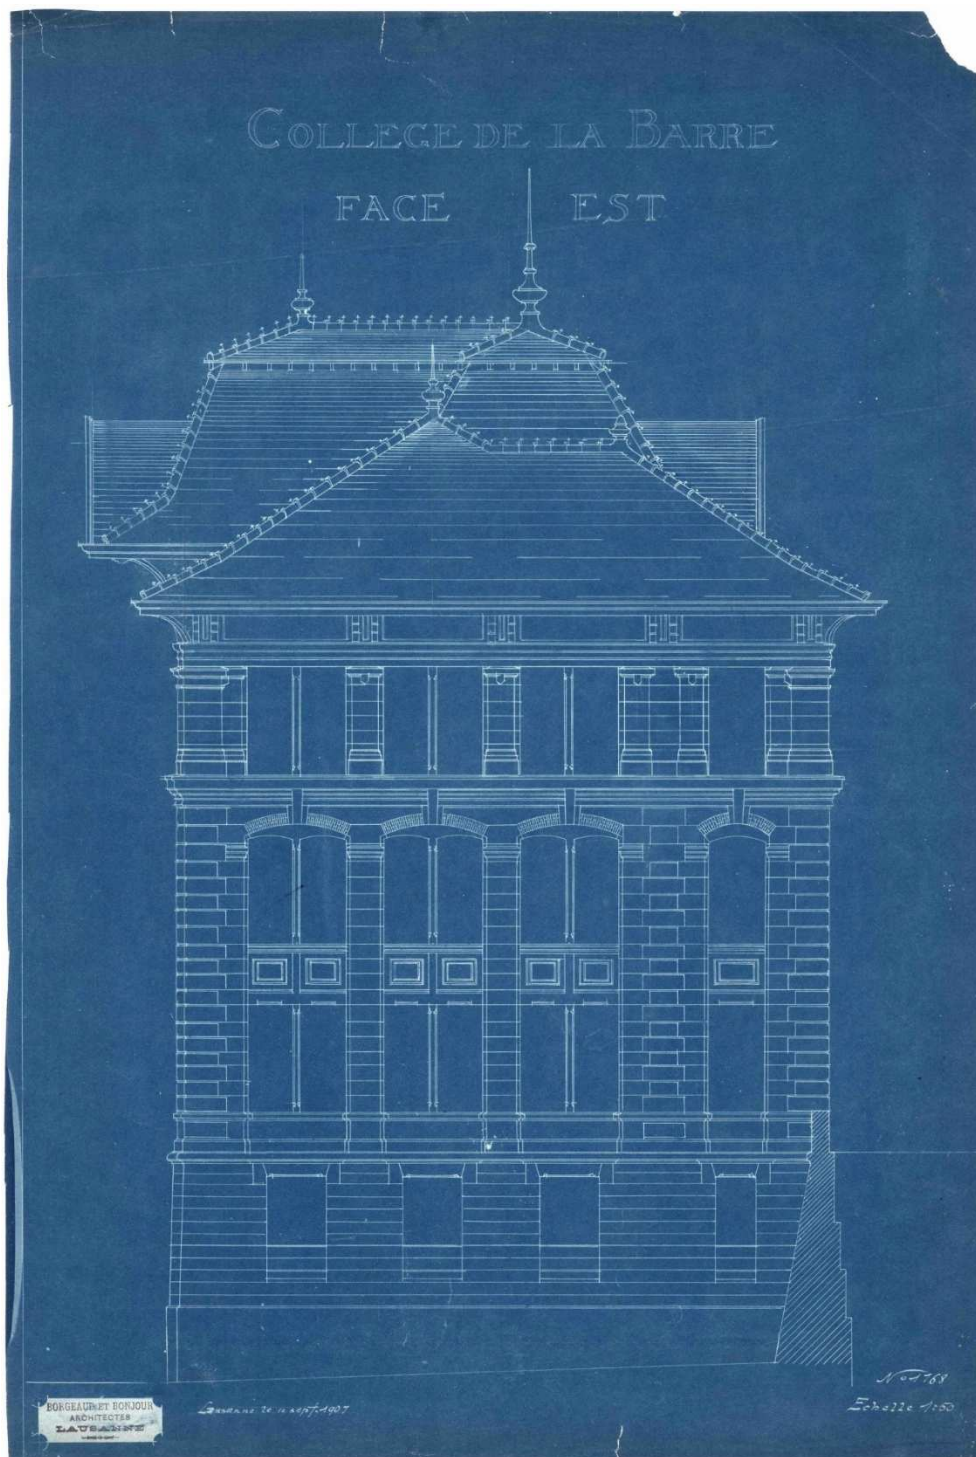 COLLEGE DE LA BARRE
FACE EST
BORGEAUD ET BONJOUR
ARCHITECTES
LAUSANNE
Lausanne le 12 sept. 1907
No 1768
Echelle 1:50